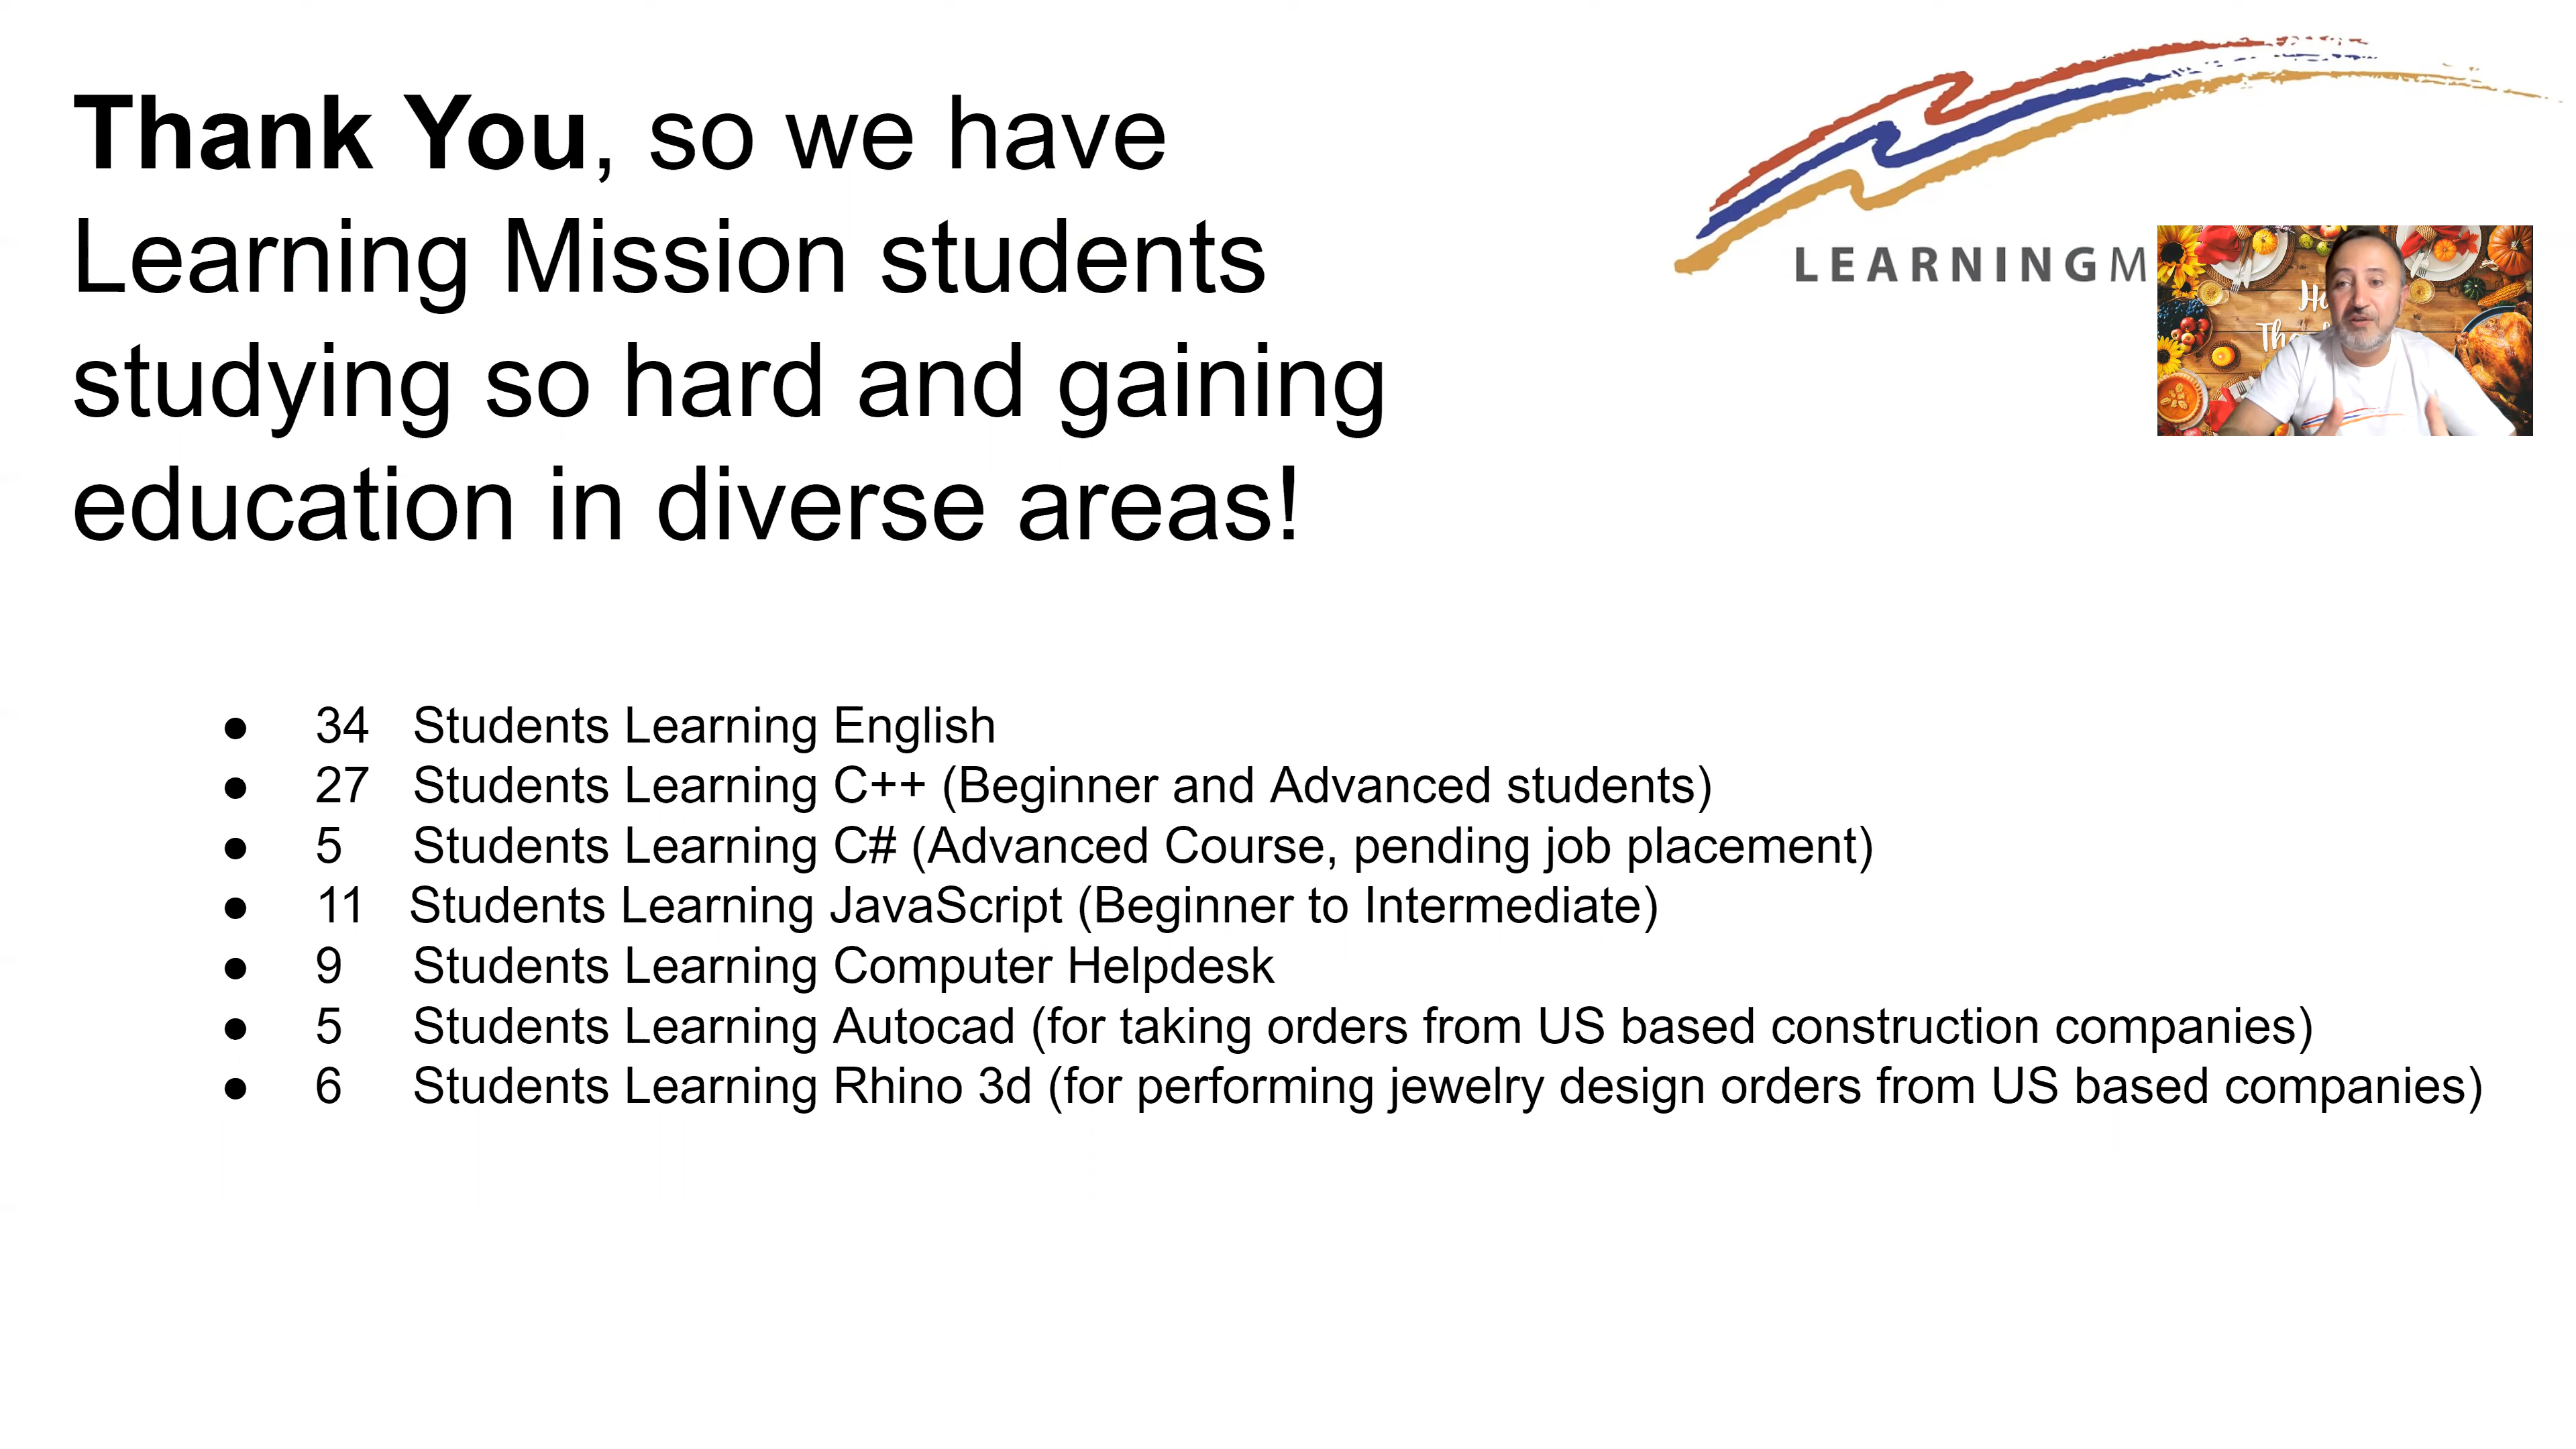 Thank You, so we have
Learning Mission students
studying so hard and gaining
education in diverse areas!
LEARNINGM
● 34 Students Learning English
● 27 Students Learning C++ (Beginner and Advanced students)
● 5 Students Learning C# (Advanced Course, pending job placement)
● 11 Students Learning JavaScript (Beginner to Intermediate)
● 9 Students Learning Computer Helpdesk
● 5 Students Learning Autocad (for taking orders from US based construction companies)
● 6 Students Learning Rhino 3d (for performing jewelry design orders from US based companies)